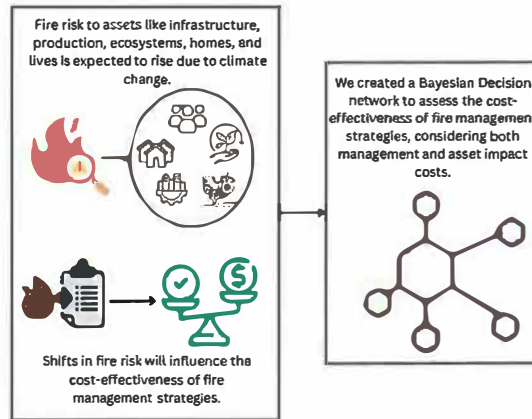 Fire risk to assets like infrastructure,
production, ecosystems, homes, and
lives is expected to rise due to climate
change.
Shifts in fire risk will influence the
cost-effectiveness of fire
management strategies.
We created a Bayesian Decision
network to assess the cost-
effectiveness of fire management
strategies, considering both
management and asset impact
costs.